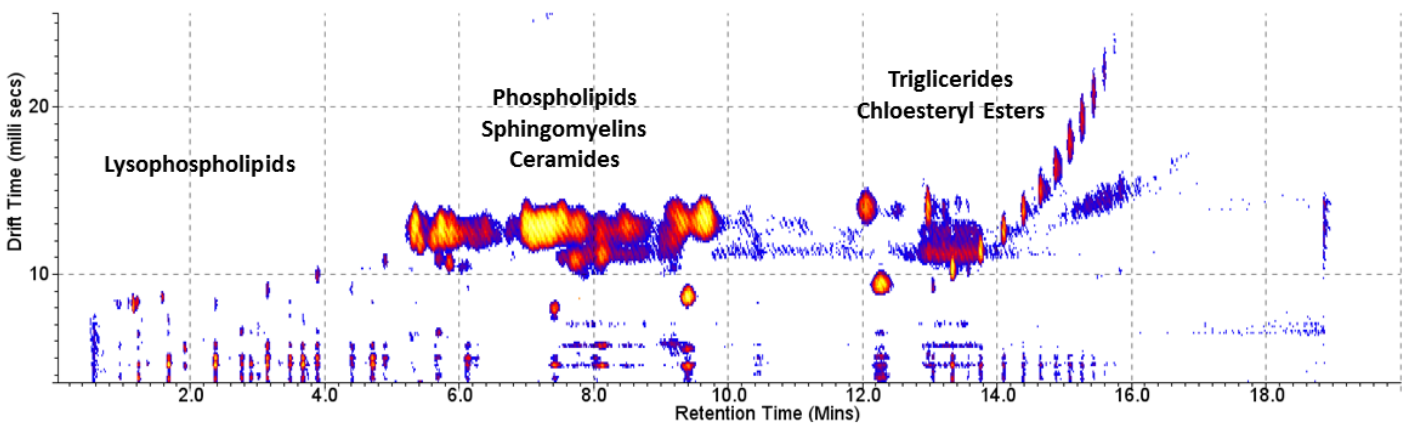 Drift Time (milli secs)
20
10
Lysophospholipids
Phospholipids
Sphingomyelins
Ceramides
Triglicerides
Chloesteryl Esters
2.0 4.0 6.0 8.0 10.0 12.0 14.0 16.0 18.0
Retention Time (Mins)